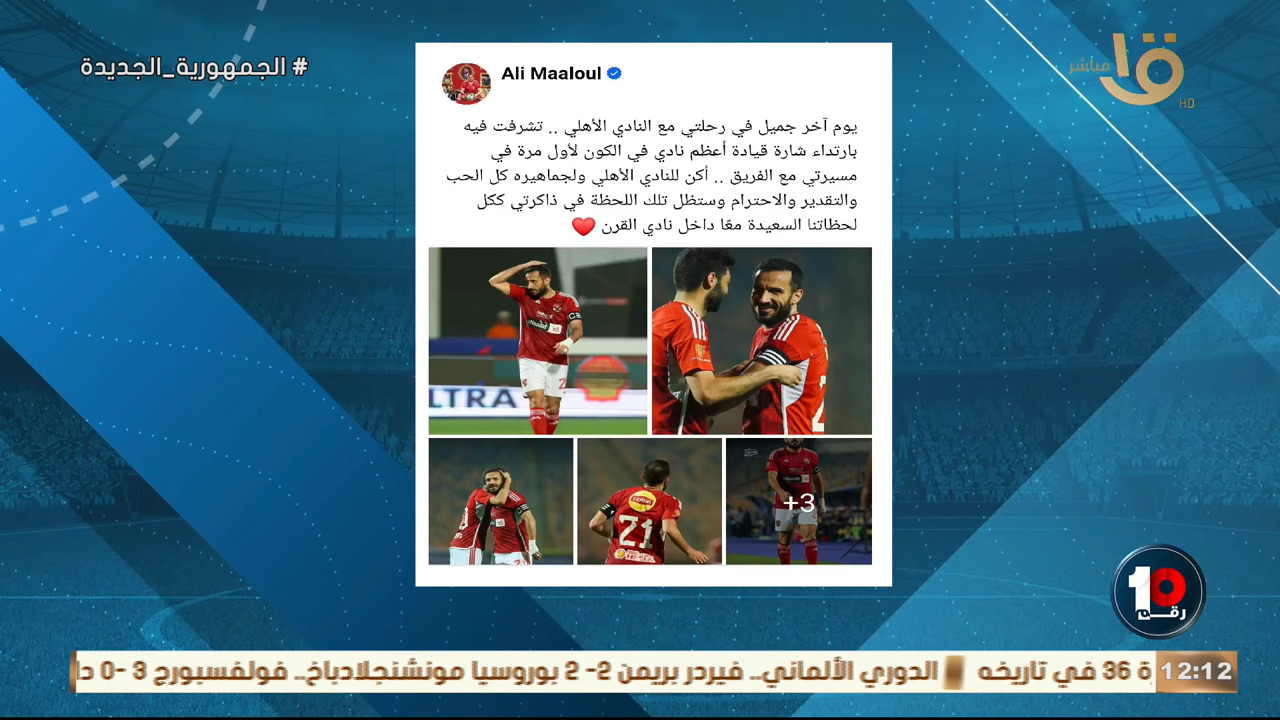 # الجمهورية_الجديدة
مباشر
HD
Ali Maaloul
يوم آخر جميل في رحلتي مع النادي الأهلي .. تشرفت فيه
بارتداء شارة قيادة أعظم نادي في الكون لأول مرة في
مسيرتي مع الفريق .. أكن للنادي الأهلي ولجماهيره كل الحب
والتقدير والاحترام وستظل تلك اللحظة في ذاكرتي ككل
لحظاتنا السعيدة معًا داخل نادي القرن ❤️
LTRA
21
Lipton
+3
رقم 10
12:12
ة 36 في تاريخه
الدوري الألماني.. فيردر بريمن 2- 2 بوروسيا مونشنجلادباخ.. فولفسبورج 3 -0 دا